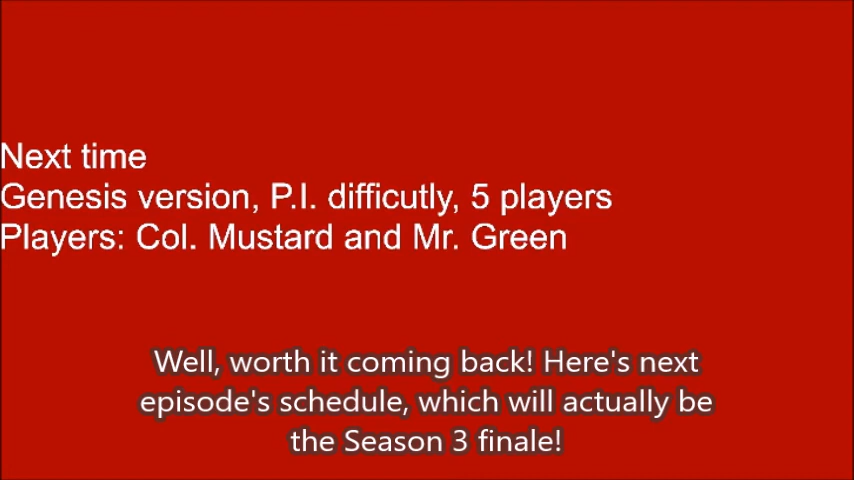 Next time
Genesis version, P.I. difficutly, 5 players
Players: Col. Mustard and Mr. Green
Well, worth it coming back! Here's next
episode's schedule, which will actually be
the Season 3 finale!